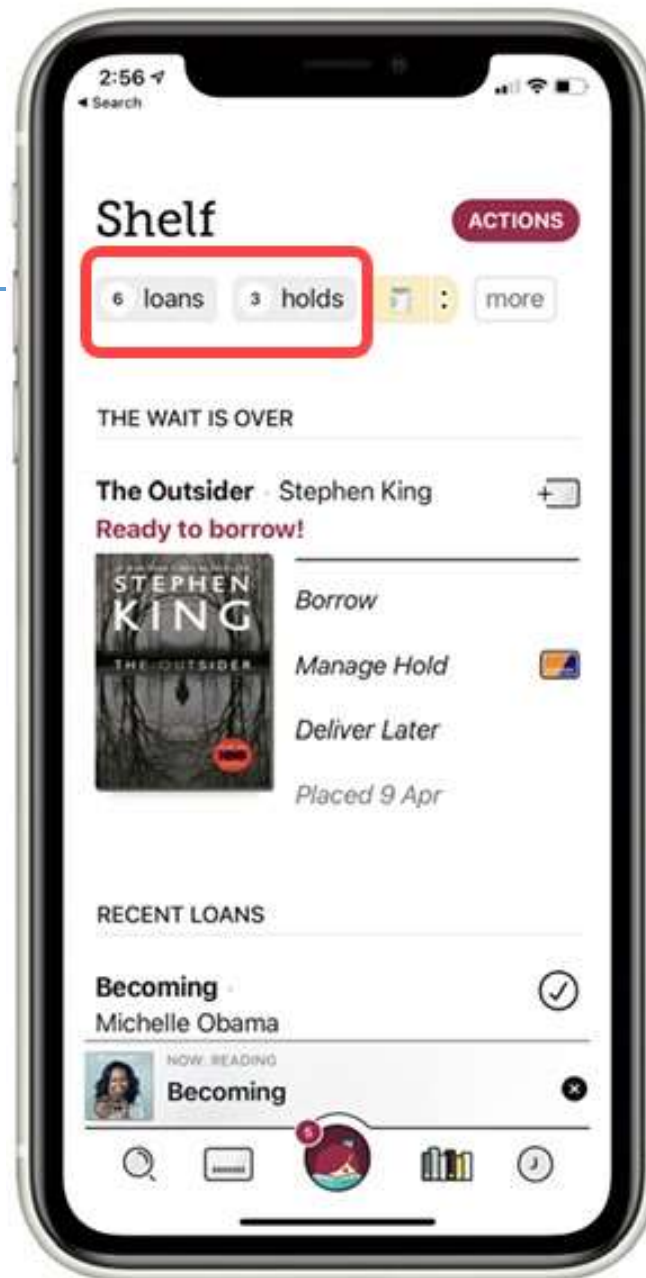 2:56
Search
Shelf
ACTIONS
6 loans 3 holds : more
THE WAIT IS OVER
The Outsider · Stephen King
Ready to borrow!
STEPHEN
KING
THE OUTSIDER
HBO
Borrow
Manage Hold
Deliver Later
Placed 9 Apr
RECENT LOANS
Becoming ·
Michelle Obama
NOW READING
Becoming
5